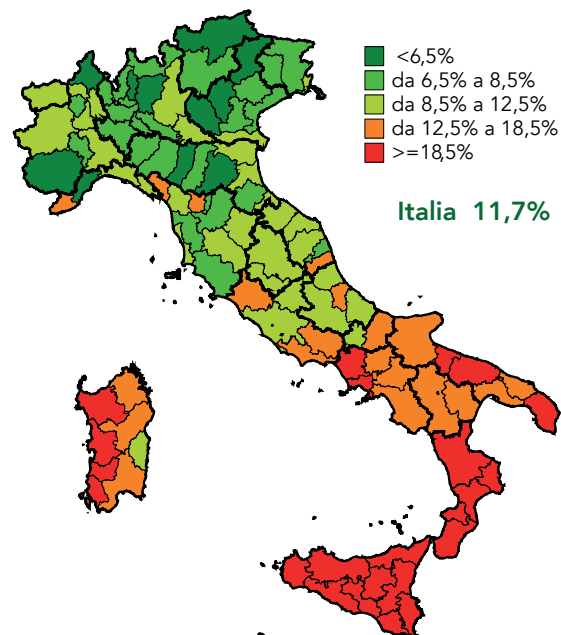 <6,5%
da 6,5% a 8,5%
da 8,5% a 12,5%
da 12,5% a 18,5%
>=18,5%
Italia 11,7%